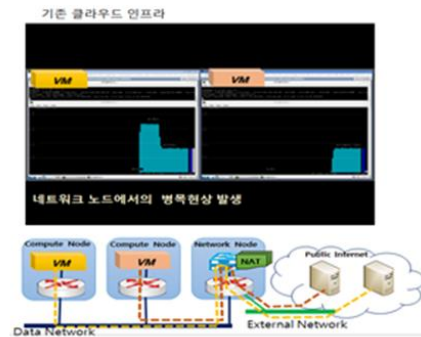 기존 클라우드 인프라
VM
VM
네트워크 노드에서의 병목현상 발생
Compute Node
Compute Node
Network Node
Public Internet
VM
VM
NAT
Data Network
External Network